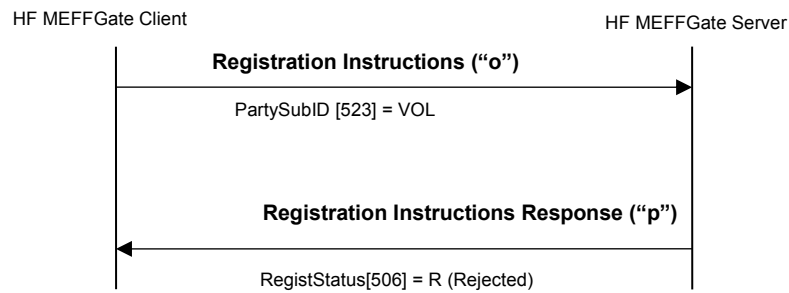 HF MEFFGate Client
HF MEFFGate Server
Registration Instructions (“o”)
PartySubID [523] = VOL
Registration Instructions Response (“p”)
RegistStatus[506] = R (Rejected)